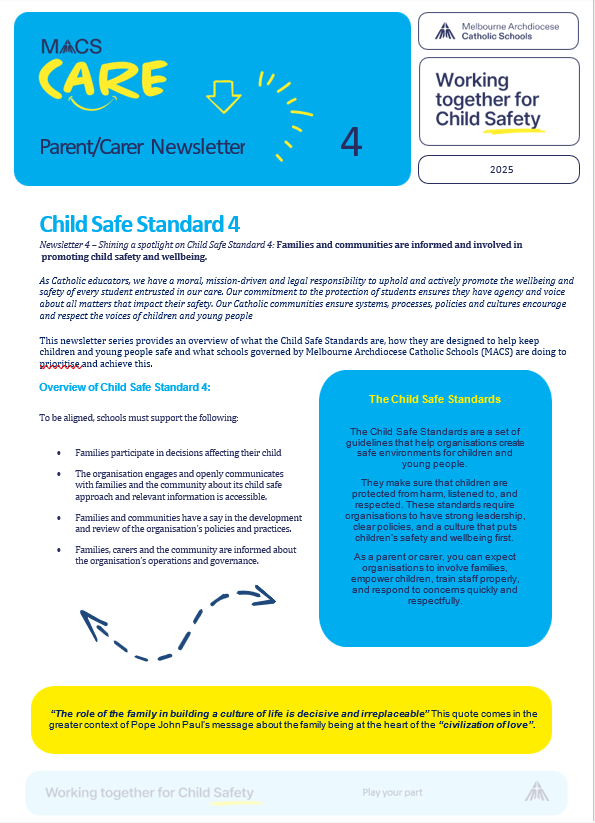 MACS
CARE
Parent/Carer Newsletter
4
Melbourne Archdiocese
Catholic Schools
Working
together for
Child Safety
2025
Child Safe Standard 4
Newsletter 4 – Shining a spotlight on Child Safe Standard 4: Families and communities are informed and involved in
promoting child safety and wellbeing.
As Catholic educators, we have a moral, mission-driven and legal responsibility to uphold and actively promote the wellbeing and
safety of every student entrusted in our care. Our commitment to the protection of students ensures they have agency and voice
about all matters that impact their safety. Our Catholic communities ensure systems, processes, policies and cultures encourage
and respect the voices of children and young people
This newsletter series provides an overview of what the Child Safe Standards are, how they are designed to help keep
children and young people safe and what schools governed by Melbourne Archdiocese Catholic Schools (MACS) are doing to
prioritise and achieve this.
Overview of Child Safe Standard 4:
To be aligned, schools must support the following:
• Families participate in decisions affecting their child
• The organisation engages and openly communicates
with families and the community about its child safe
approach and relevant information is accessible.
• Families and communities have a say in the development
and review of the organisation's policies and practices.
• Families, carers and the community are informed about
the organisation's operations and governance.
The Child Safe Standards
The Child Safe Standards are a set of
guidelines that help organisations create
safe environments for children and
young people.
They make sure that children are
protected from harm, listened to, and
respected. These standards require
organisations to have strong leadership,
clear policies, and a culture that puts
children's safety and wellbeing first.
As a parent or carer, you can expect
organisations to involve families,
empower children, train staff properly,
and respond to concerns quickly and
respectfully.
"The role of the family in building a culture of life is decisive and irreplaceable" This quote comes in the
greater context of Pope John Paul's message about the family being at the heart of the "civilization of love".
Working together for Child Safety
Play your part